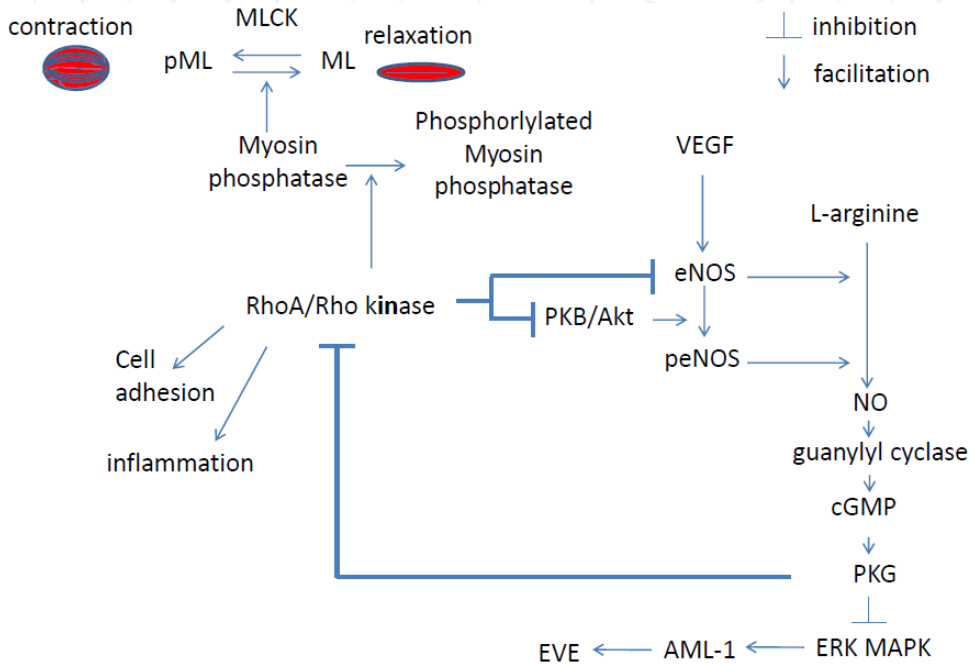 contraction
MLCK
pML
ML
relaxation
inhibition
facilitation
Myosin
phosphatase
Phosphorlylated
Myosin
phosphatase
VEGF
L-arginine
eNOS
RhoA/Rho kinase
PKB/Akt
peNOS
Cell
adhesion
NO
inflammation
guanylyl cyclase
cGMP
PKG
EVE
AML-1
ERK MAPK